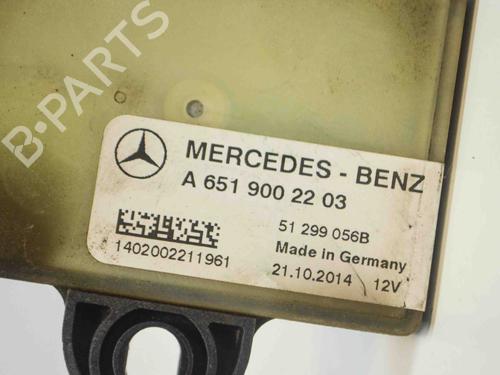 B-PARTS
MERCEDES - BENZ
A 651 900 22 03
51 299 056B
Made in Germany
21.10.2014 12V
1402002211961